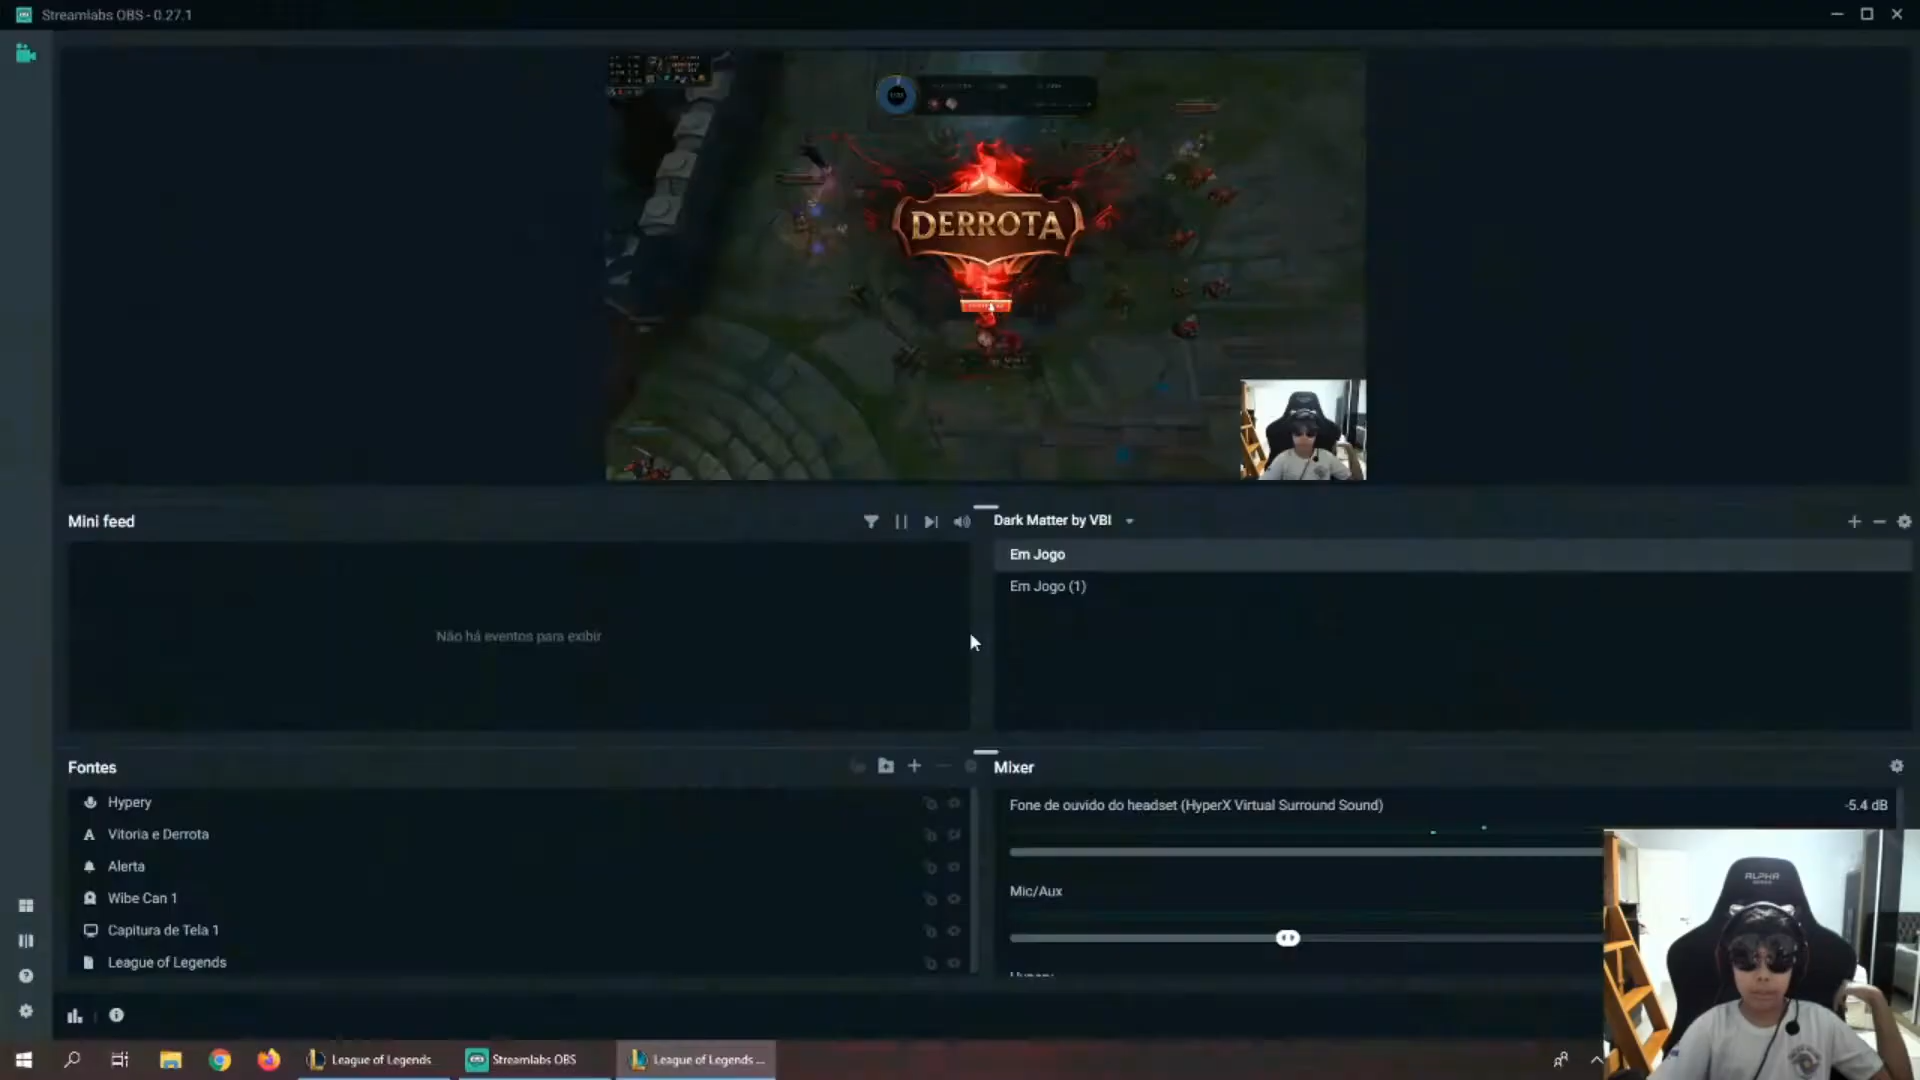 Streamlabs OBS - 0.27.1
DERROTA
Mini feed
Dark Matter by VBI
Em Jogo
Em Jogo (1)
Não há eventos para exibir
Fontes
Mixer
Hypery
Vitoria e Derrota
Alerta
Wibe Can 1
Capitura de Tela 1
League of Legends
Fone de ouvido do headset (HyperX Virtual Surround Sound)
-5.4 dB
Mic/Aux
ALPHA
League of Legends
Streamlabs OBS
League of Legends ...